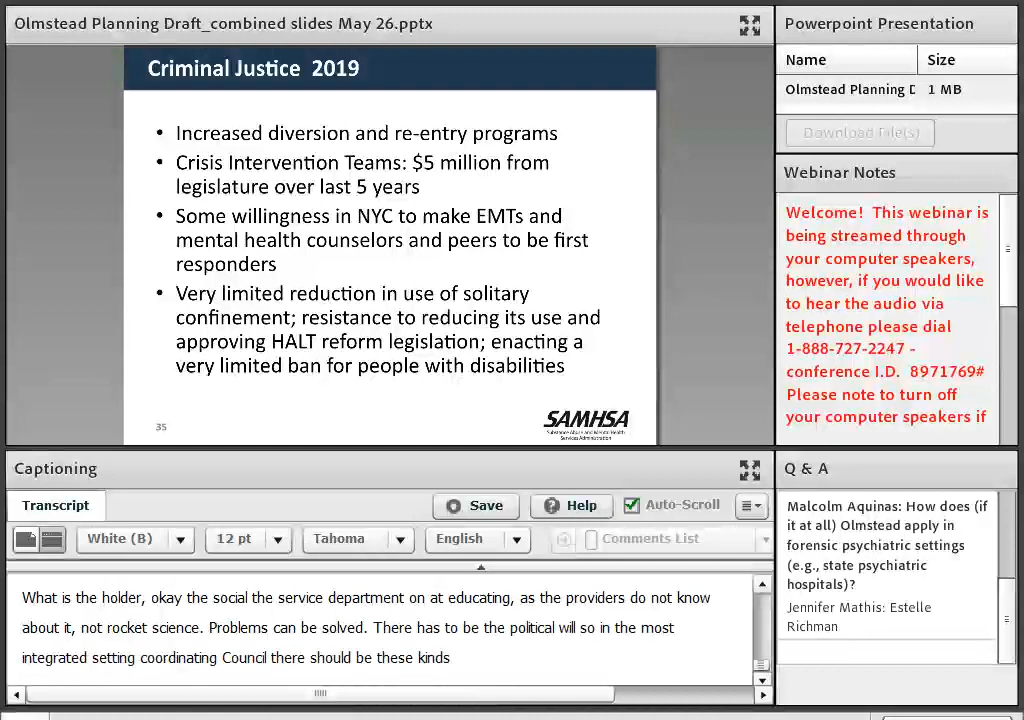 Olmstead Planning Draft_combined slides May 26.pptx
Criminal Justice 2019
• Increased diversion and re-entry programs
• Crisis Intervention Teams: $5 million from
legislature over last 5 years
• Some willingness in NYC to make EMTs and
mental health counselors and peers to be first
responders
• Very limited reduction in use of solitary
confinement; resistance to reducing its use and
approving HALT reform legislation; enacting a
very limited ban for people with disabilities
35
SAMHSA
Substance Abuse and Mental Health
Services Administration
Powerpoint Presentation
Name Size
Olmstead Planning D 1 MB
Download File(s)
Webinar Notes
Welcome! This webinar is
being streamed through
your computer speakers,
however, if you would like
to hear the audio via
telephone please dial
1-888-727-2247 -
conference I.D. 8971769#
Please note to turn off
your computer speakers if
Captioning
Transcript
Save
Help
Auto-Scroll
White (B)
12 pt
Tahoma
English
Comments List
What is the holder, okay the social the service department on at educating, as the providers do not know
about it, not rocket science. Problems can be solved. There has to be the political will so in the most
integrated setting coordinating Council there should be these kinds
Q & A
Malcolm Aquinas: How does (if
it at all) Olmstead apply in
forensic psychiatric settings
(e.g., state psychiatric
hospitals)?
Jennifer Mathis: Estelle
Richman